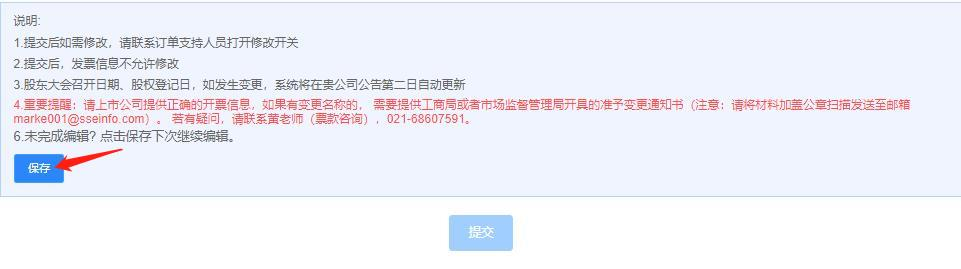 说明:
1.提交后如需修改，请联系订单支持人员打开修改开关
2.提交后，发票信息不允许修改
3.股东大会召开日期、股权登记日，如发生变更，系统将在贵公司公告第二日自动更新
4.重要提醒：请上市公司提供正确的开票信息，如果有变更名称的， 需要提供工商局或者市场监督管理局开具的准予变更通知书（注意：请将材料加盖公章扫描发送至邮箱
marke001@sseinfo.com）。 若有疑问，请联系黄老师（票款咨询），021-68607591。
6.未完成编辑? 点击保存下次继续编辑。
保存
提交